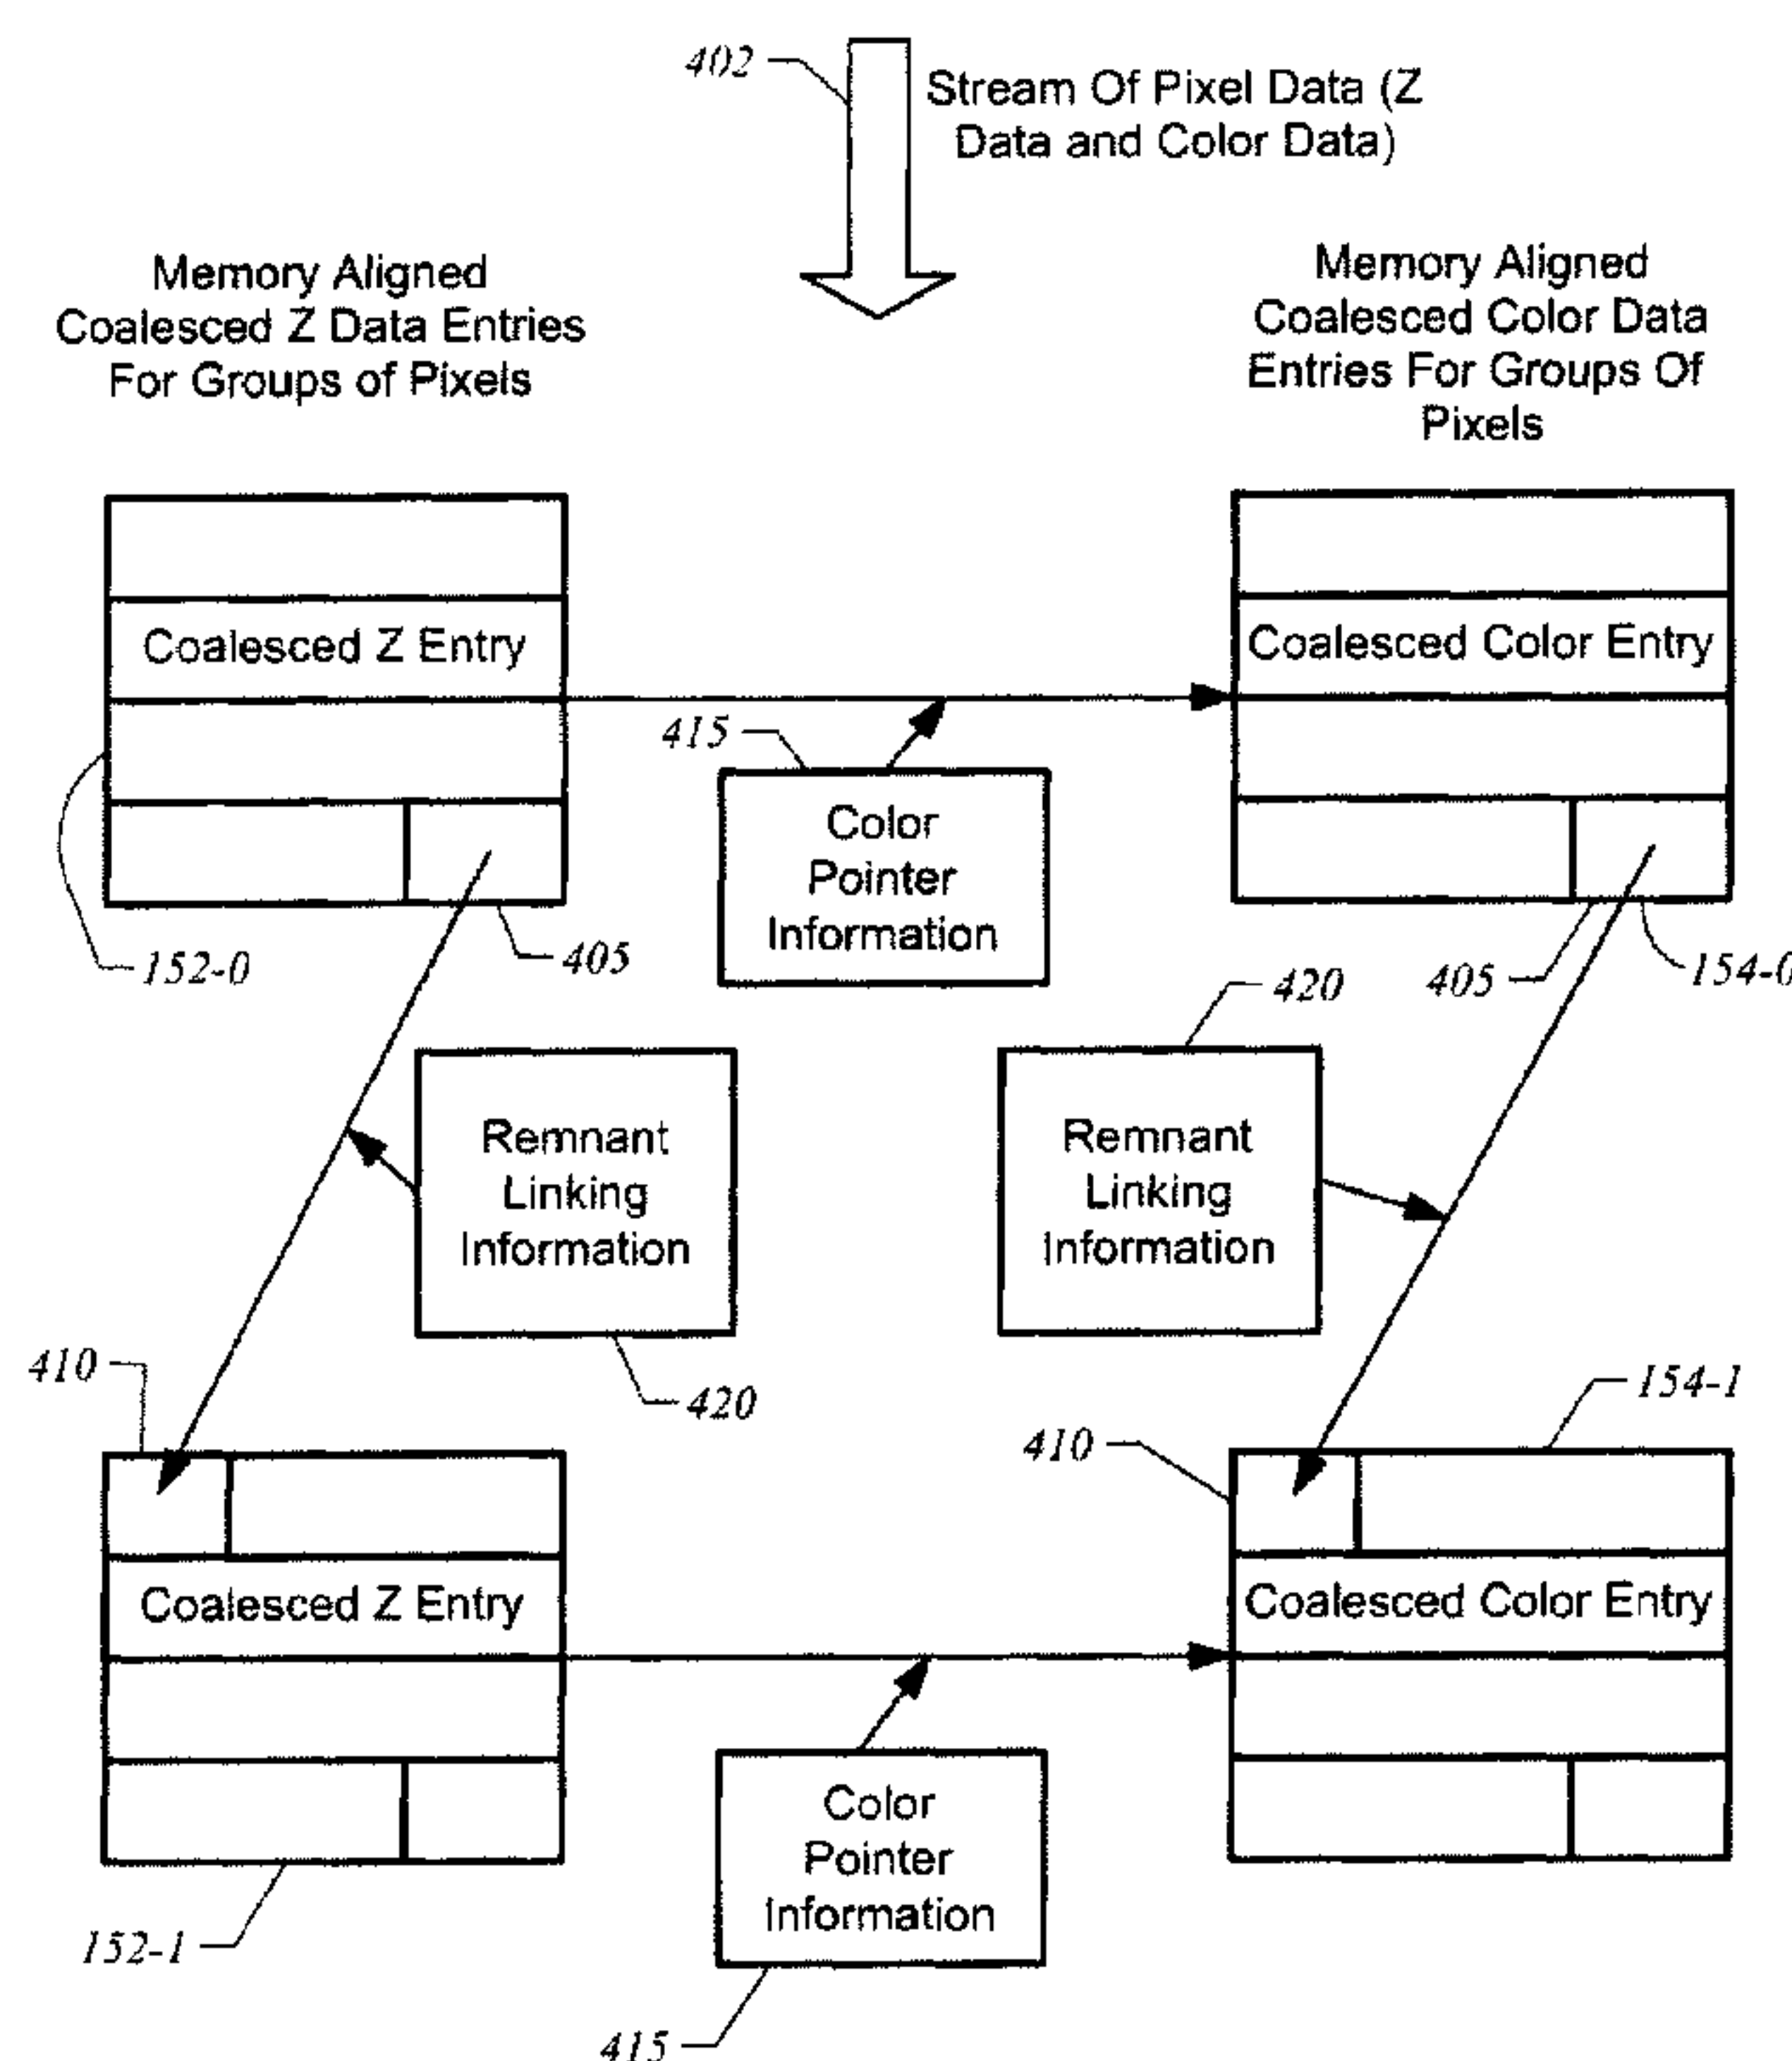 402
Stream Of Pixel Data (Z
Data and Color Data)
Memory Aligned
Coalesced Z Data Entries
For Groups of Pixels
Memory Aligned
Coalesced Color Data
Entries For Groups Of
Pixels
Coalesced Z Entry
Coalesced Color Entry
415
Color
Pointer
Information
152-0
405
405
154-0
420
Remnant
Linking
Information
Remnant
Linking
Information
410
420
410
154-1
Coalesced Z Entry
Coalesced Color Entry
Color
Pointer
Information
152-1
415